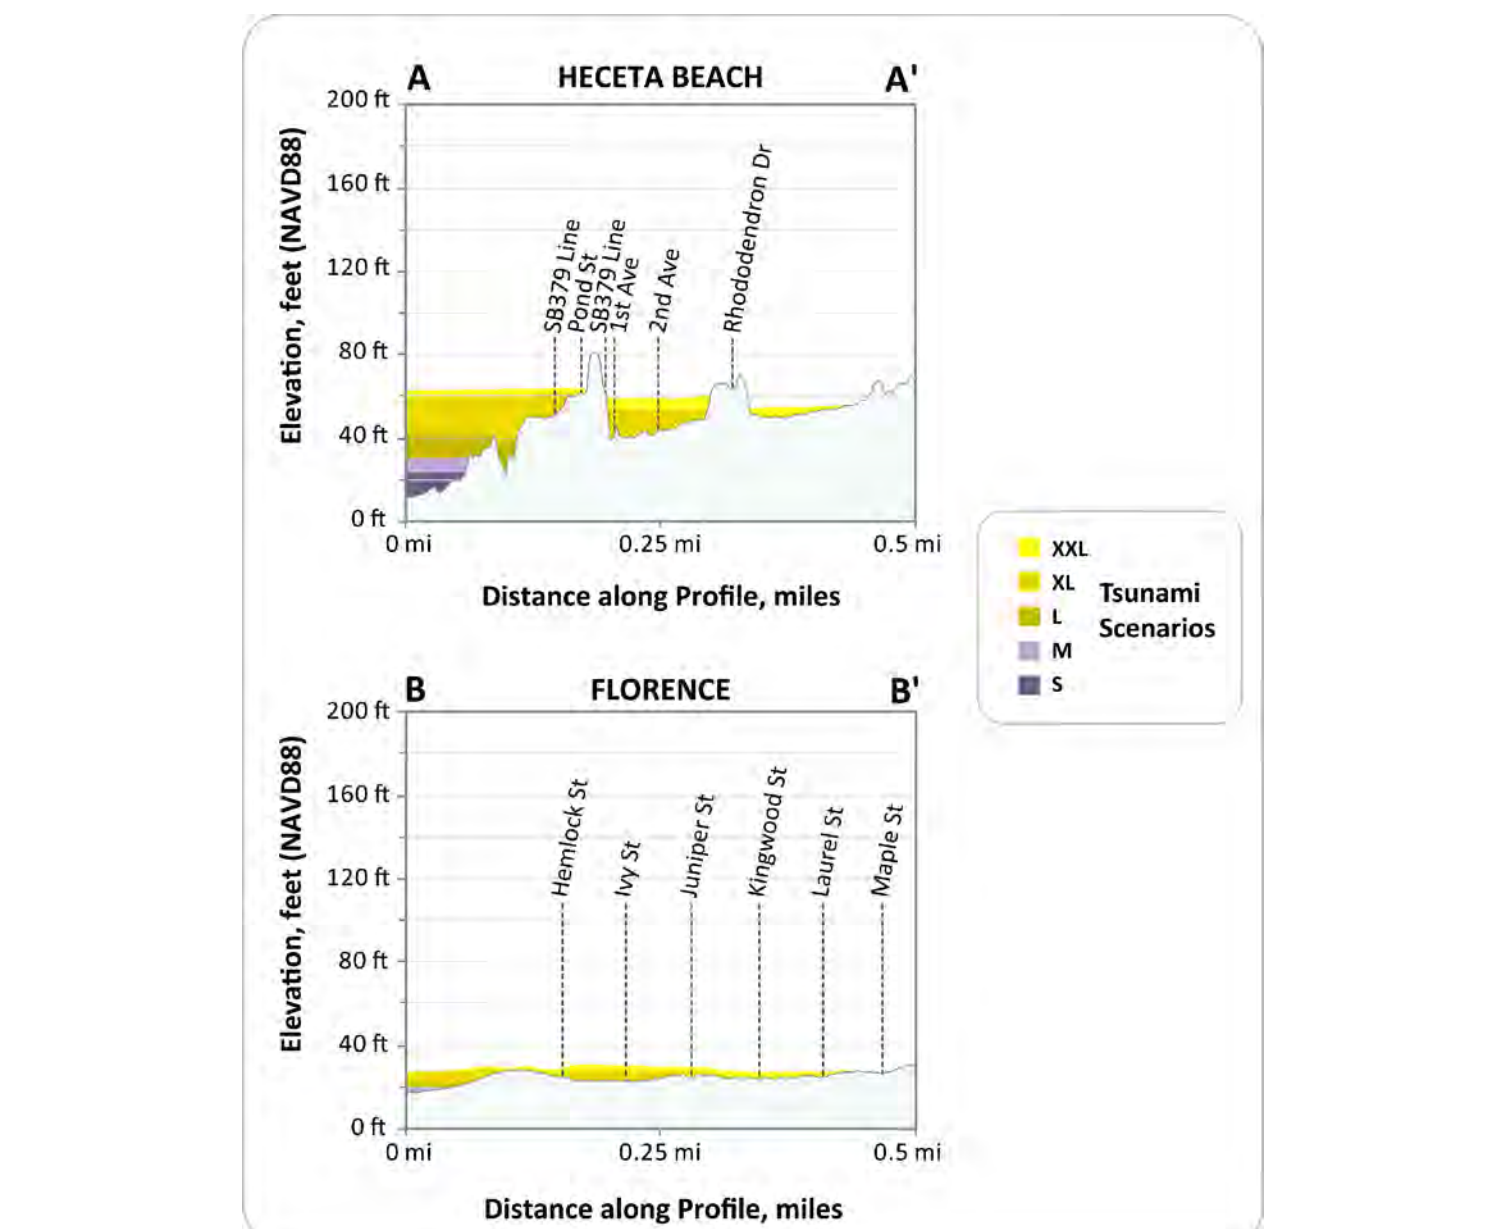 A HECETA BEACH A'
200 ft
160 ft
120 ft
80 ft
40 ft
0 ft
Elevation, feet (NAVD88)
SB379 Line
Pond St
SB379 Line
1st Ave
2nd Ave
Rhododendron Dr
0 mi 0.25 mi 0.5 mi
Distance along Profile, miles
XXL
XL
L
M
S
Tsunami
Scenarios
B FLORENCE B'
200 ft
160 ft
120 ft
80 ft
40 ft
0 ft
Elevation, feet (NAVD88)
Hemlock St
Ivy St
Juniper St
Kingwood St
Laurel St
Maple St
0 mi 0.25 mi 0.5 mi
Distance along Profile, miles